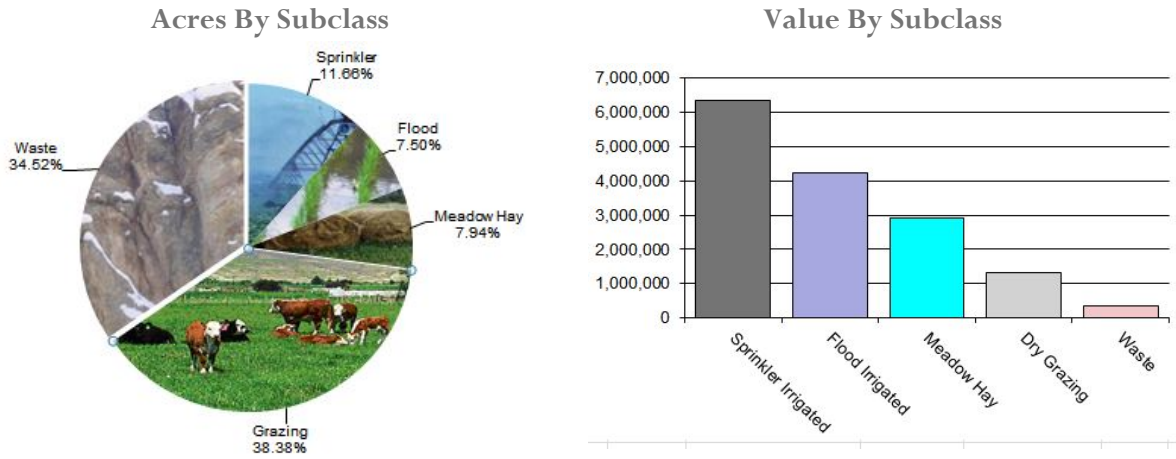 Acres By Subclass
Sprinkler
11.66%
Flood
7.50%
Meadow Hay
7.94%
Waste
34.52%
Grazing
38.38%
Value By Subclass
7,000,000
6,000,000
5,000,000
4,000,000
3,000,000
2,000,000
1,000,000
0
Sprinkler Irrigated
Flood Irrigated
Meadow Hay
Dry Grazing
Waste